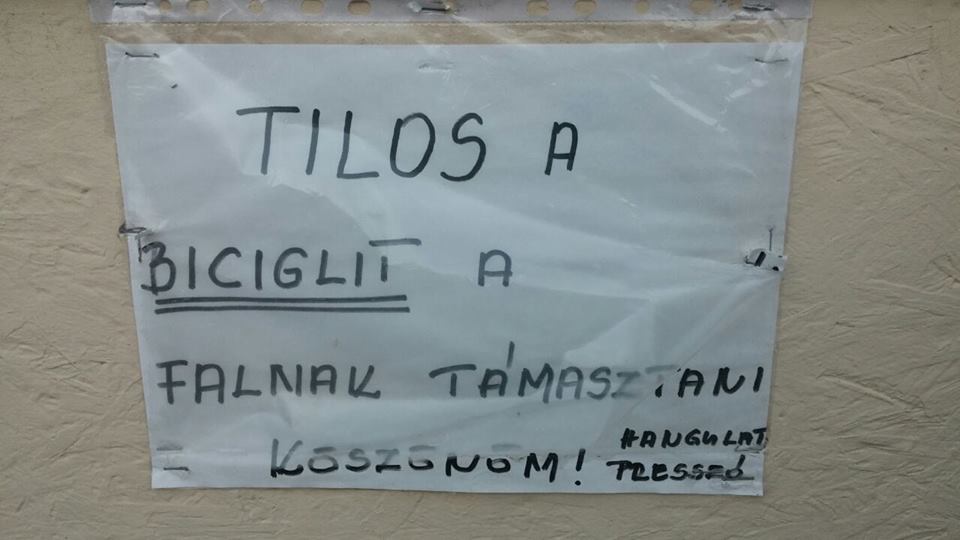 TILOS A
BICIGLIT A
FALNAK TÁMASZTANI
KÖSZÖNÖM!
HANGULAT
PRESSZÓ